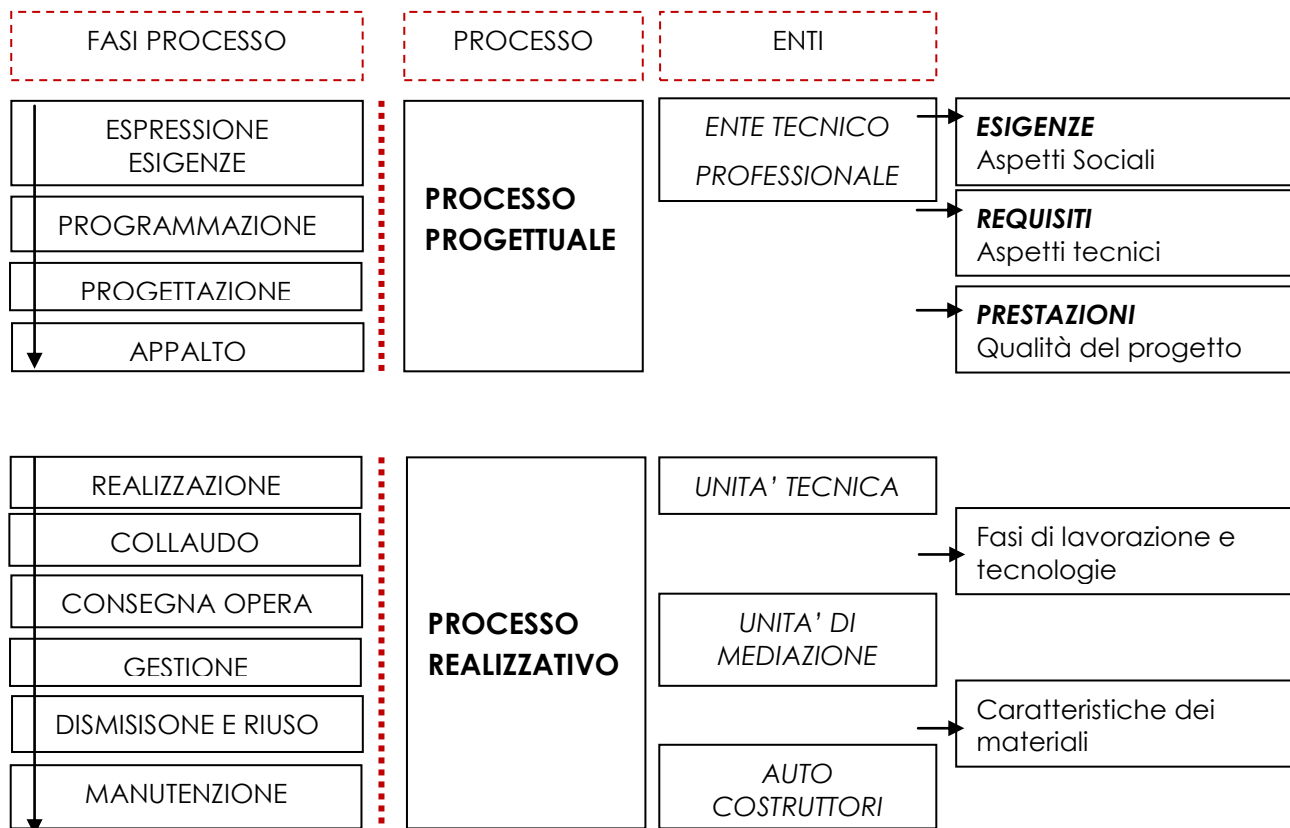 FASI PROCESSO
PROCESSO
ENTI
ESPRESSIONE
ESIGENZE
PROGRAMMAZIONE
PROGETTAZIONE
APPALTO
PROCESSO
PROGETTUALE
ENTE TECNICO
PROFESSIONALE
ESIGENZE
Aspetti Sociali
REQUISITI
Aspetti tecnici
PRESTAZIONI
Qualità del progetto
REALIZZAZIONE
COLLAUDO
CONSEGNA OPERA
GESTIONE
DISMISISONE E RIUSO
MANUTENZIONE
PROCESSO
REALIZZATIVO
UNITA’ TECNICA
UNITA’ DI
MEDIAZIONE
AUTO
COSTRUTTORI
Fasi di lavorazione e
tecnologie
Caratteristiche dei
materiali